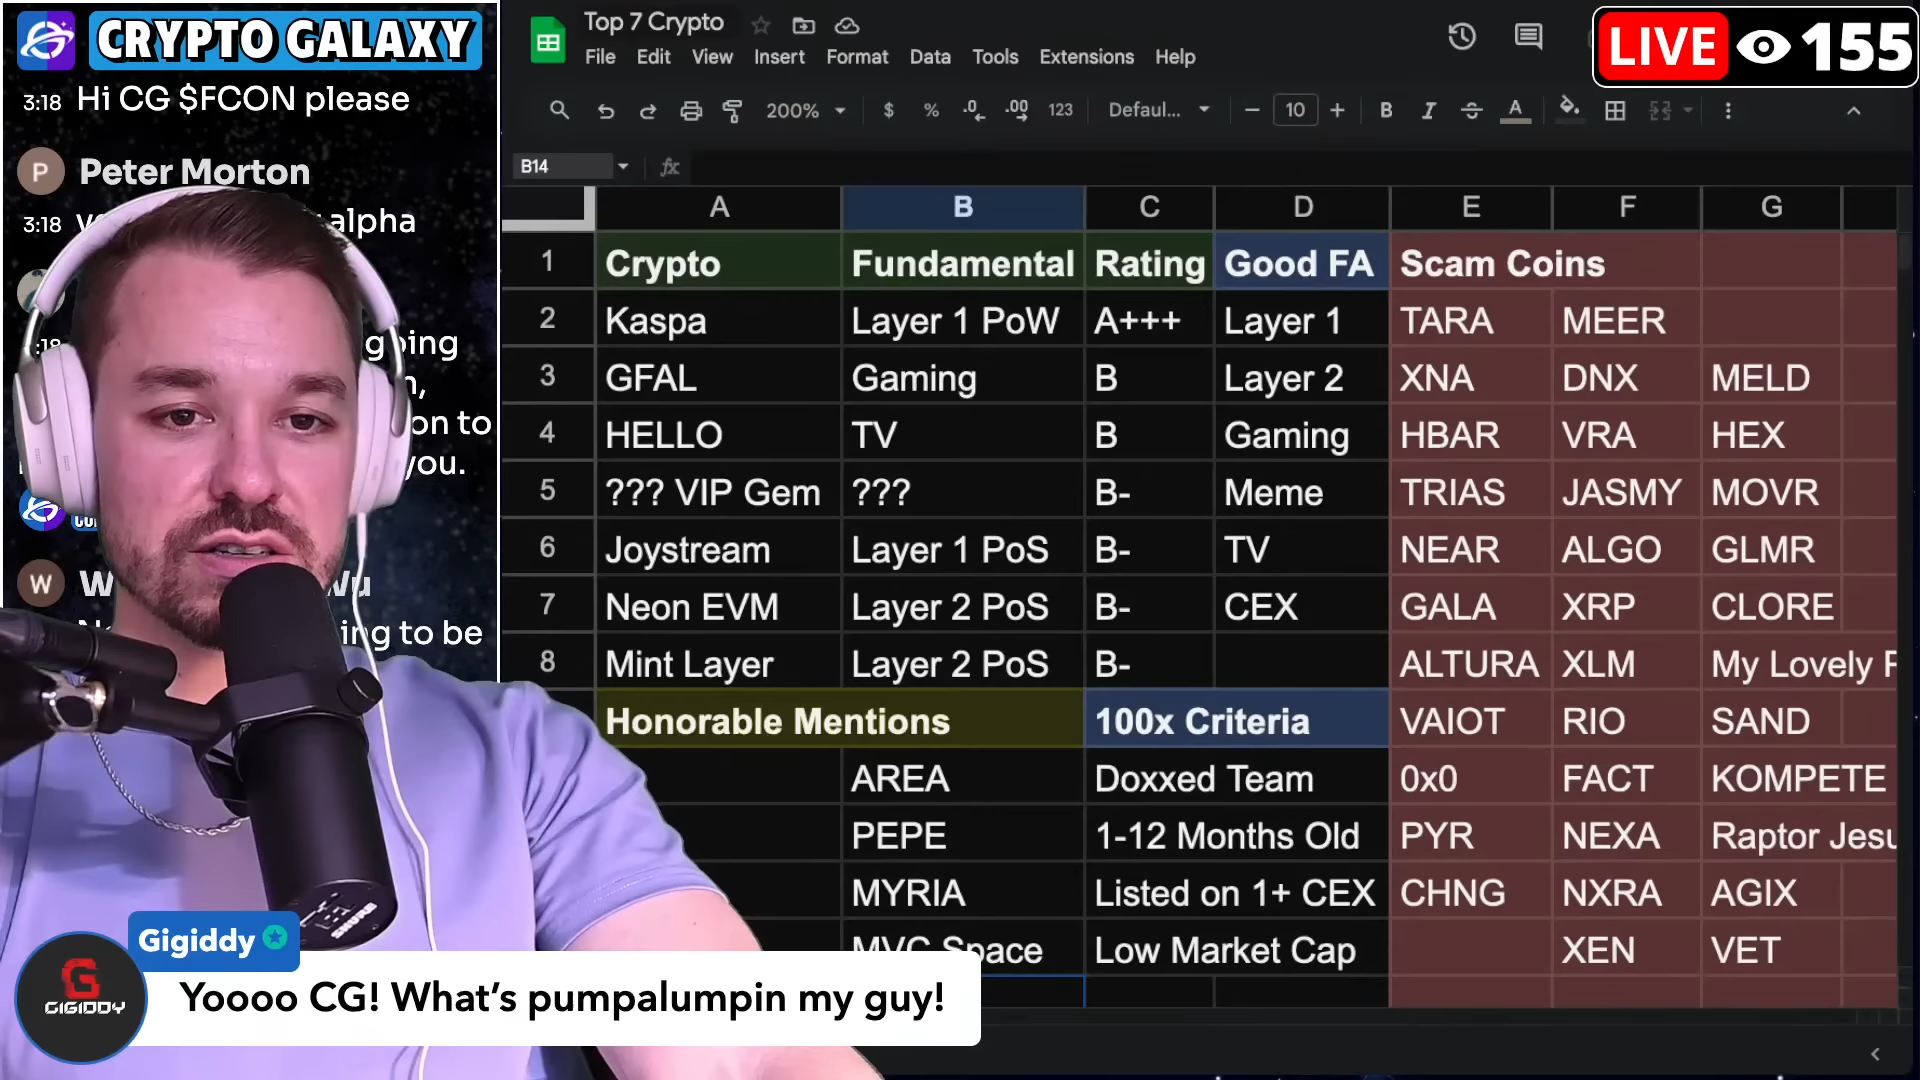 CRYPTO GALAXY
3:18 Hi CG $FCON please
P Peter Morton
3:18 alpha
going
on to
you.
W
ing to be
Gigiddy
GIGIDDY
Yoooo CG! What's pumpalumpin my guy!
SHURE
Top 7 Crypto
File Edit View Insert Format Data Tools Extensions Help
LIVE 155
200% $ % .0 .00 123 Defaul... 10 B I S A
B14 fx
A B C D E F G
1 Crypto Fundamental Rating Good FA Scam Coins
2 Kaspa Layer 1 PoW A+++ Layer 1 TARA MEER
3 GFAL Gaming B Layer 2 XNA DNX MELD
4 HELLO TV B Gaming HBAR VRA HEX
5 ??? VIP Gem ??? B- Meme TRIAS JASMY MOVR
6 Joystream Layer 1 PoS B- TV NEAR ALGO GLMR
7 Neon EVM Layer 2 PoS B- CEX GALA XRP CLORE
8 Mint Layer Layer 2 PoS B- ALTURA XLM My Lovely
Honorable Mentions 100x Criteria VAIOT RIO SAND
AREA Doxxed Team 0x0 FACT KOMPETE
PEPE 1-12 Months Old PYR NEXA Raptor
MYRIA Listed on 1+ CEX CHNG NXRA AGIX
MVC Space Low Market Cap XEN VET